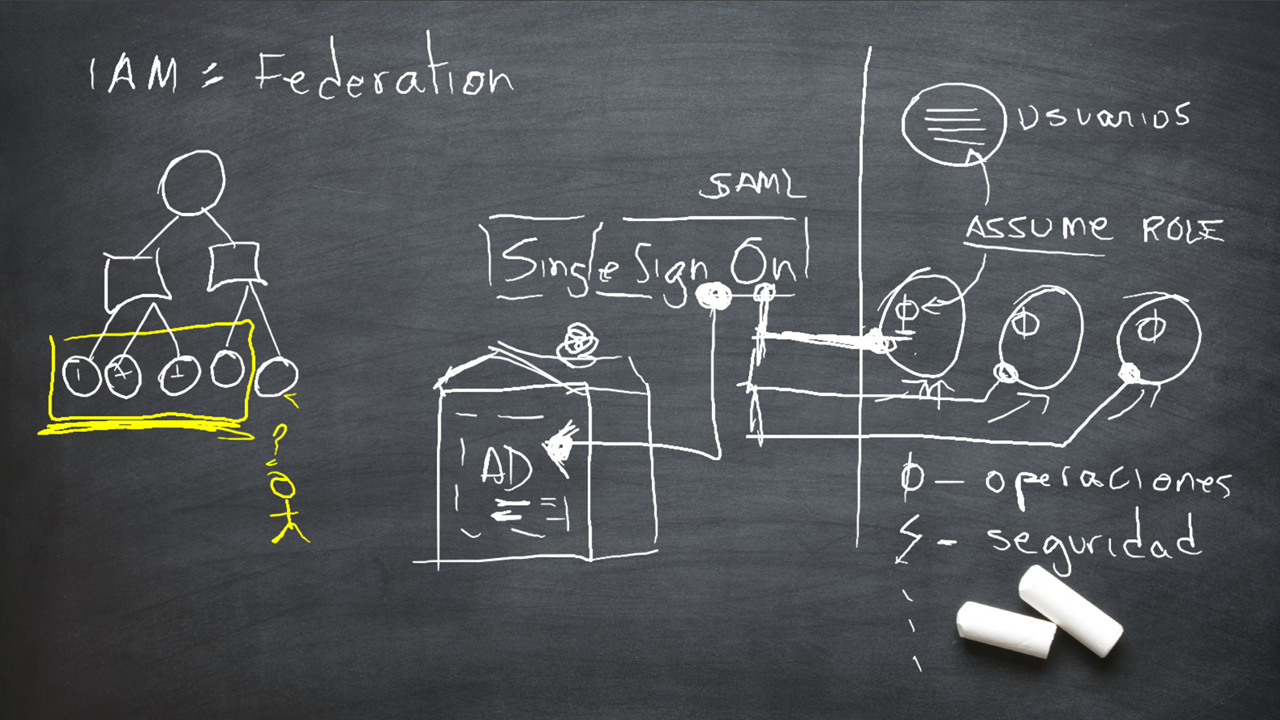 IAM = Federation
USUARIOS
SAML
ASSUME ROLE
Single Sign On
AD
?
ϕ - operaciones
seguridad